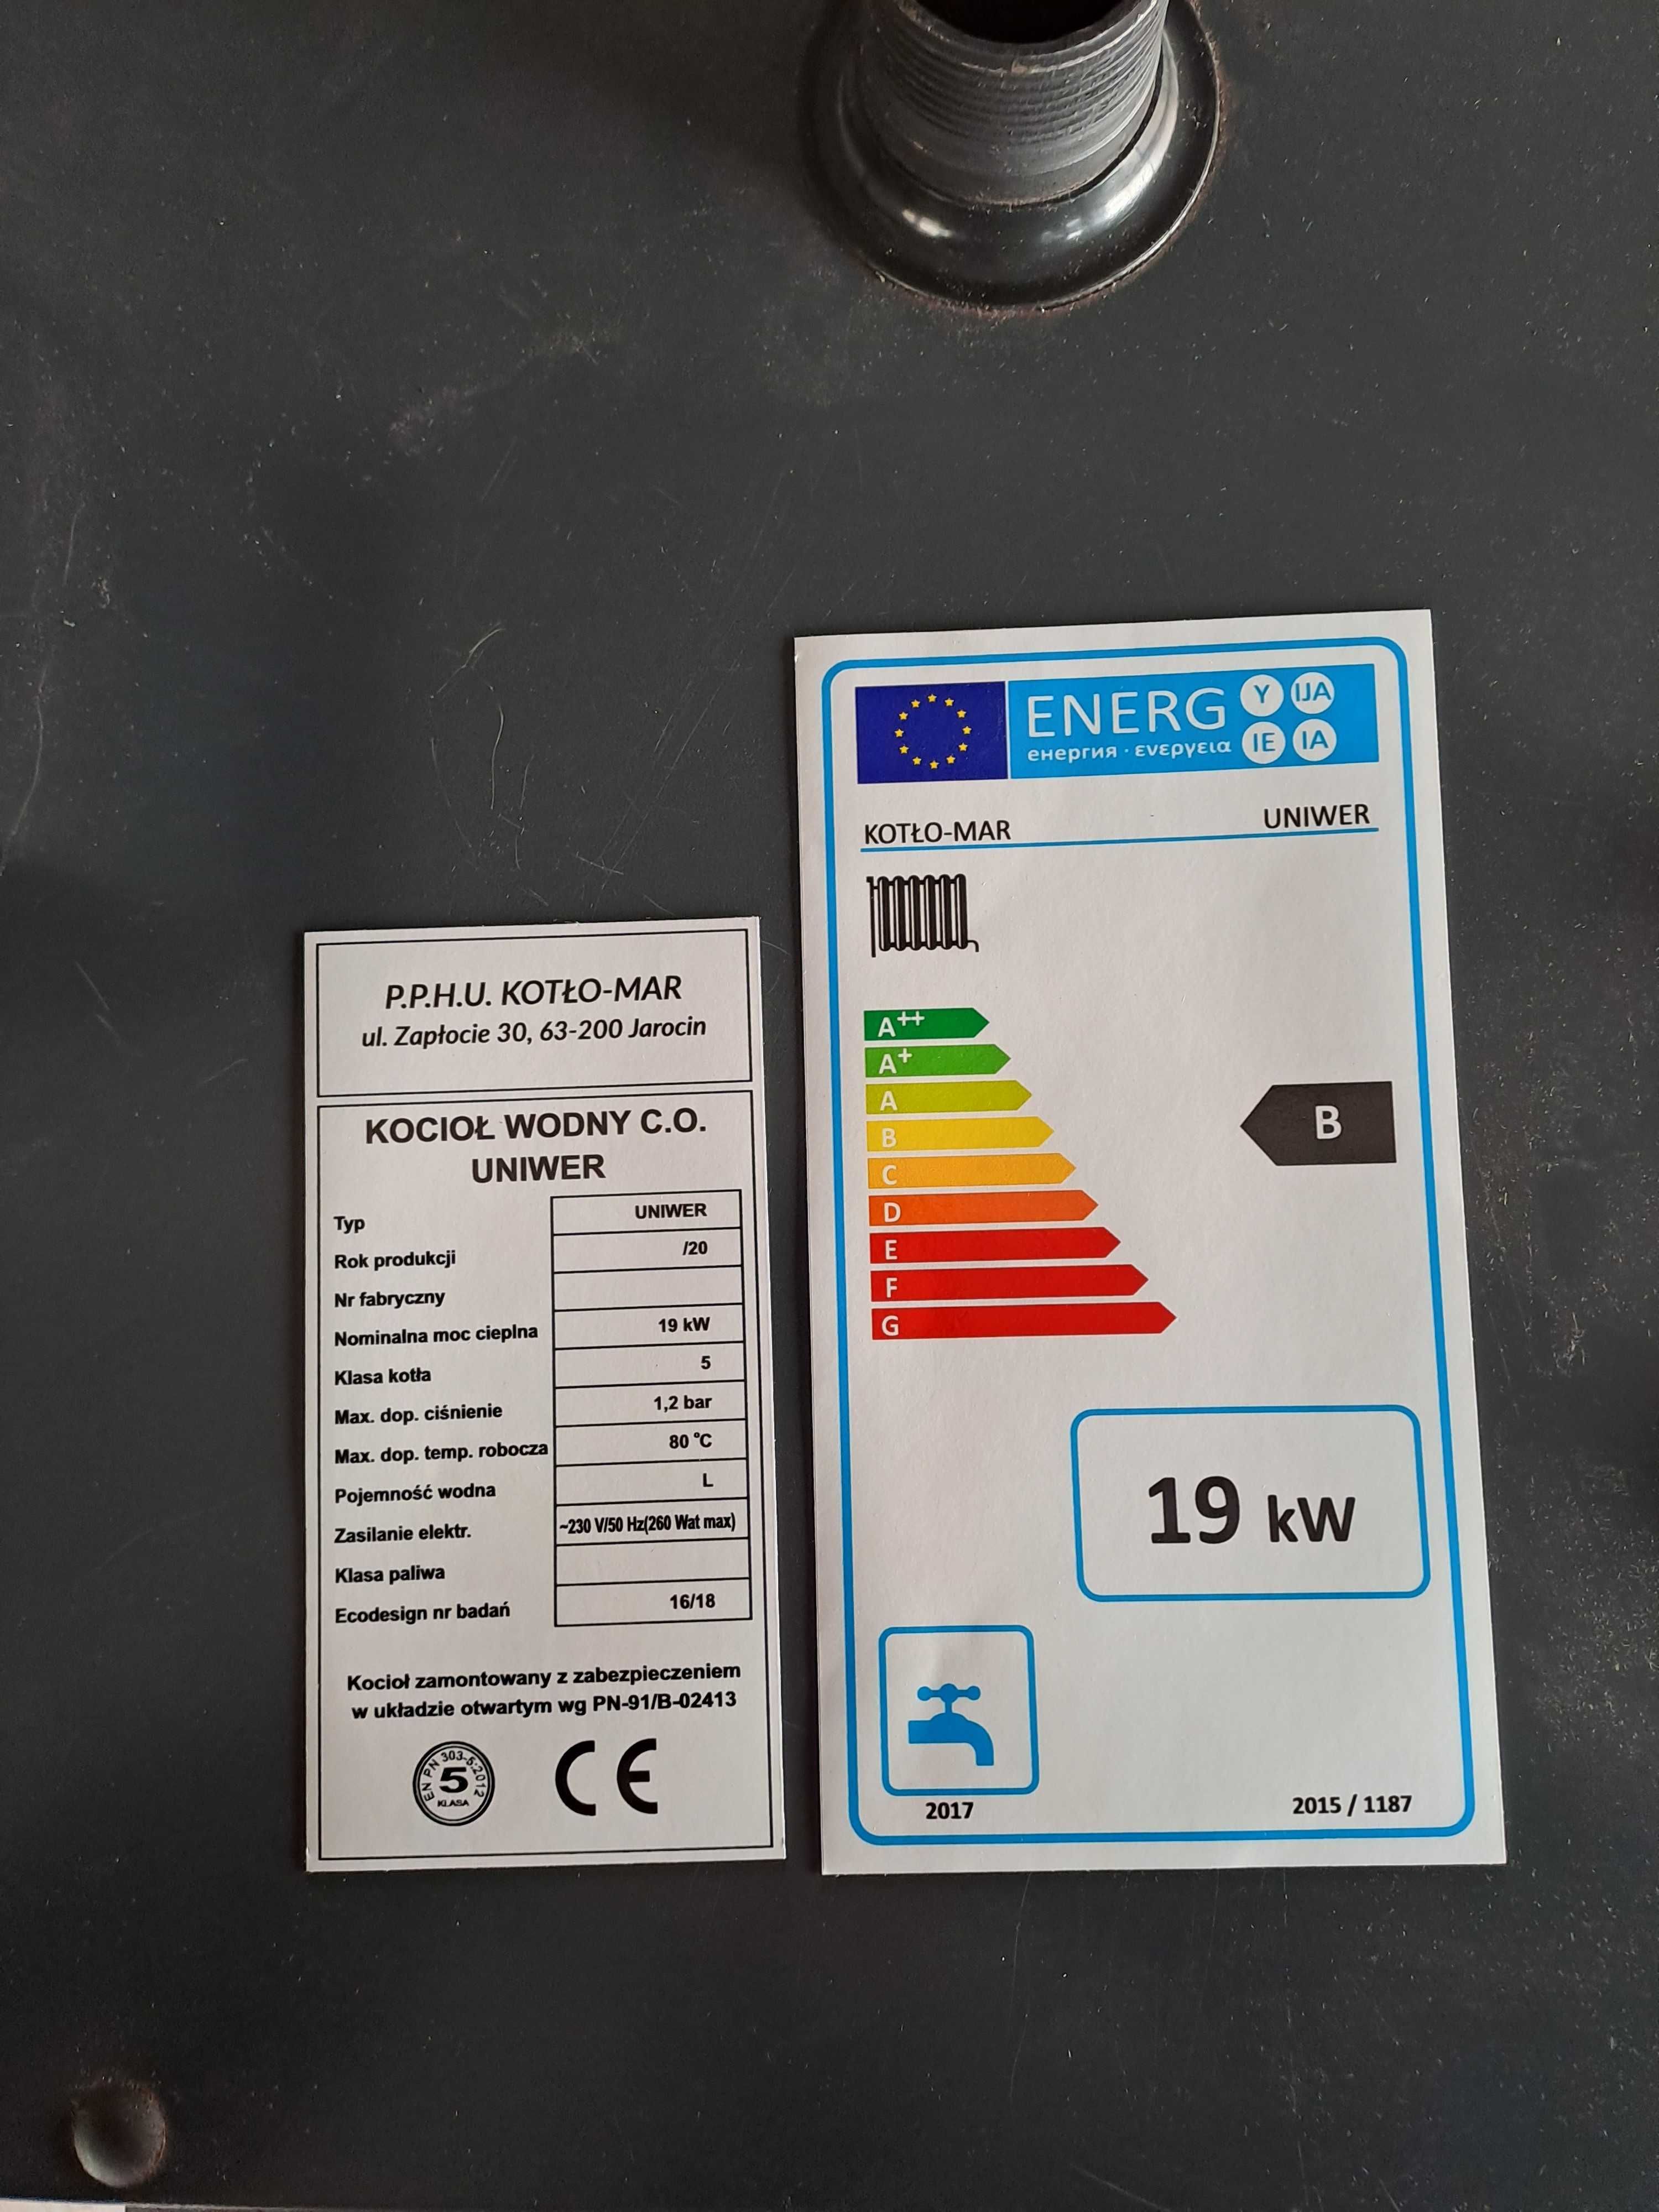 P.P.H.U. KOTŁO-MAR
ul. Zapłocie 30, 63-200 Jarocin
KOCIOŁ WODNY C.O.
UNIWER
Typ UNIWER
Rok produkcji /20
Nr fabryczny
Nominalna moc cieplna 19 kW
Klasa kotła 5
Max. dop. ciśnienie 1,2 bar
Max. dop. temp. robocza 80 °C
Pojemność wodna L
Zasilanie elektr. ~230 V/50 Hz(260 Wat max)
Klasa paliwa
Ecodesign nr badań 16/18
Kocioł zamontowany z zabezpieczeniem
w układzie otwartym wg PN-91/B-02413
EN PN 303-5:2012
5
KLASA
CE
ENERG Y IJA
енергия · ενεργεια IE IA
KOTŁO-MAR UNIWER
A++
A+
A
B
C
D
E
F
G
B
19 kW
2017 2015 / 1187